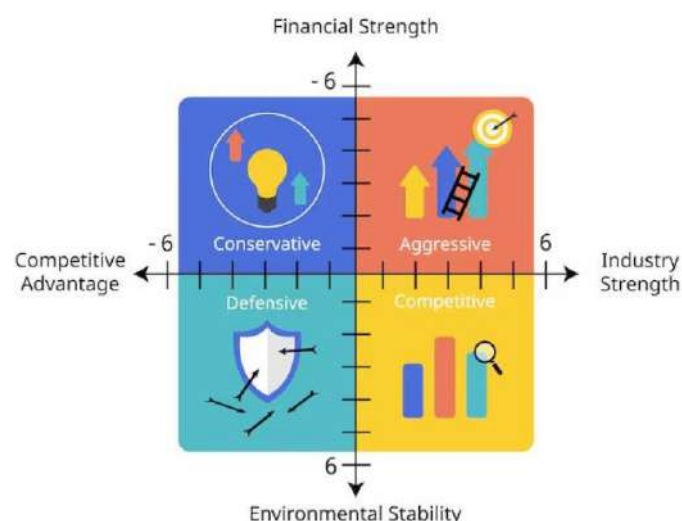 Financial Strength
- 6
- 6
Conservative
Aggressive
6
Competitive
Advantage
Industry
Strength
Defensive
Competitive
6
Environmental Stability